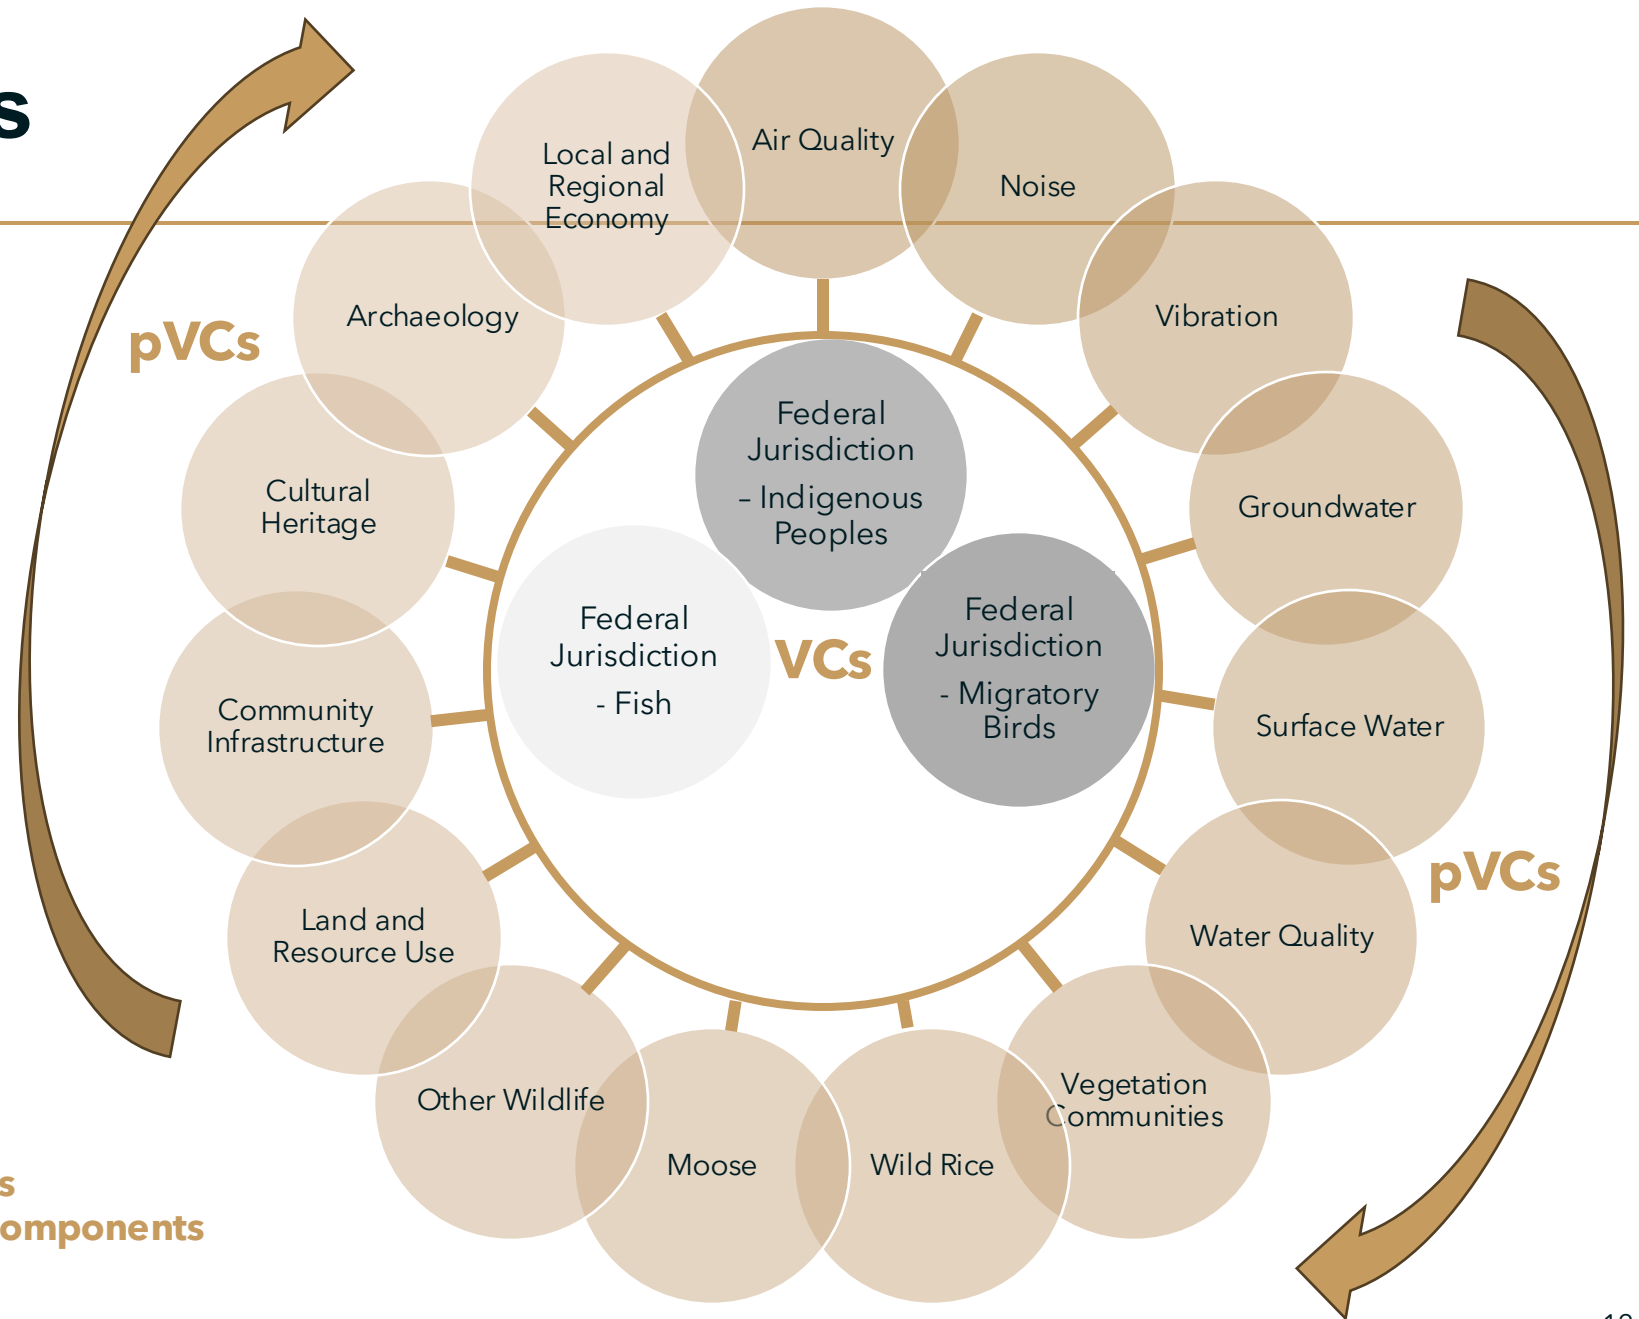 s
Air Quality
Local and
Regional
Economy
Noise
Archaeology
Vibration
pVCs
Federal
Jurisdiction
– Indigenous
Peoples
Cultural
Heritage
Groundwater
Federal
Jurisdiction
- Fish
VCs
Federal
Jurisdiction
- Migratory
Birds
Community
Infrastructure
Surface Water
pVCs
Land and
Resource Use
Water Quality
Other Wildlife
Vegetation
Communities
Moose
Wild Rice
s
omponents